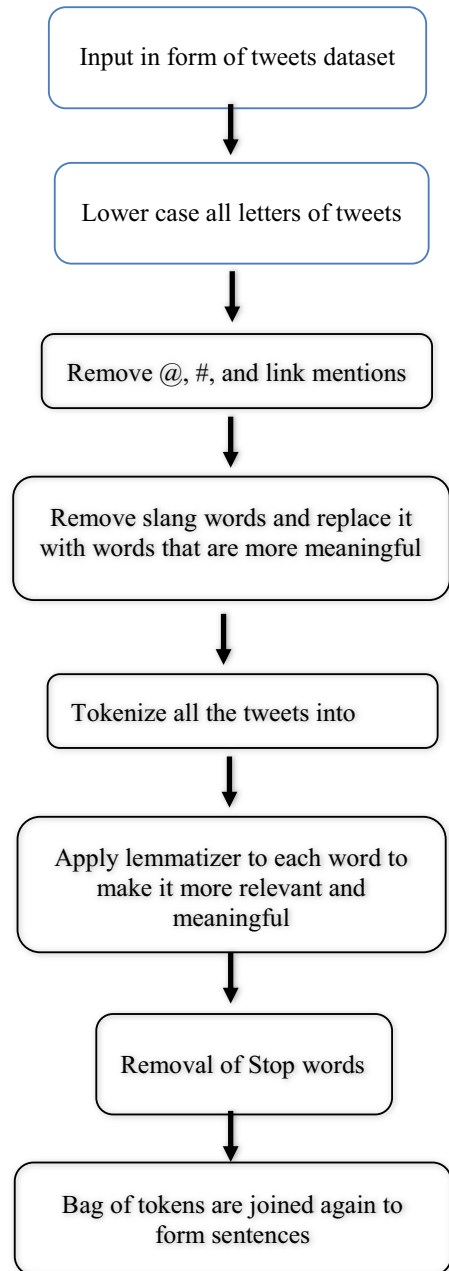 Input in form of tweets dataset
Lower case all letters of tweets
Remove @, #, and link mentions
Remove slang words and replace it
with words that are more meaningful
Tokenize all the tweets into
Apply lemmatizer to each word to
make it more relevant and
meaningful
Removal of Stop words
Bag of tokens are joined again to
form sentences